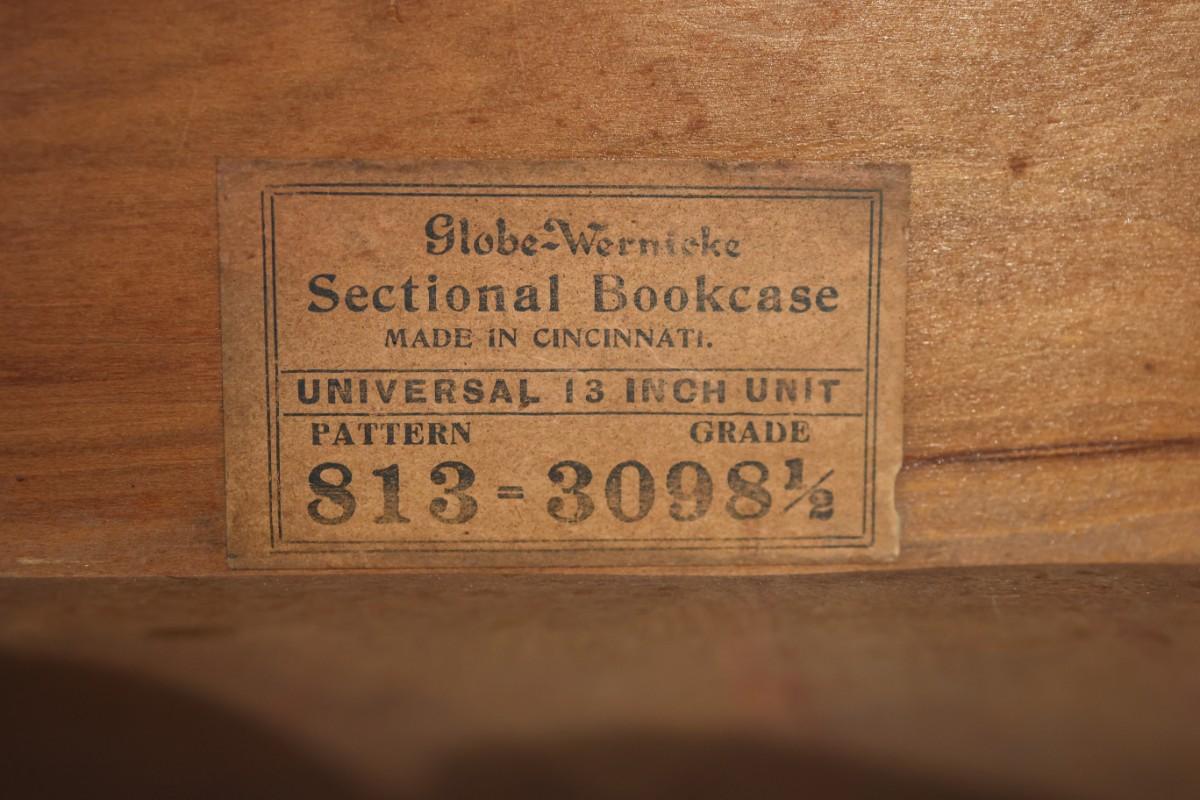 Globe-Wernicke
Sectional Bookcase
MADE IN CINCINNATI.
UNIVERSAL 13 INCH UNIT
PATTERN GRADE
813 = 3098½